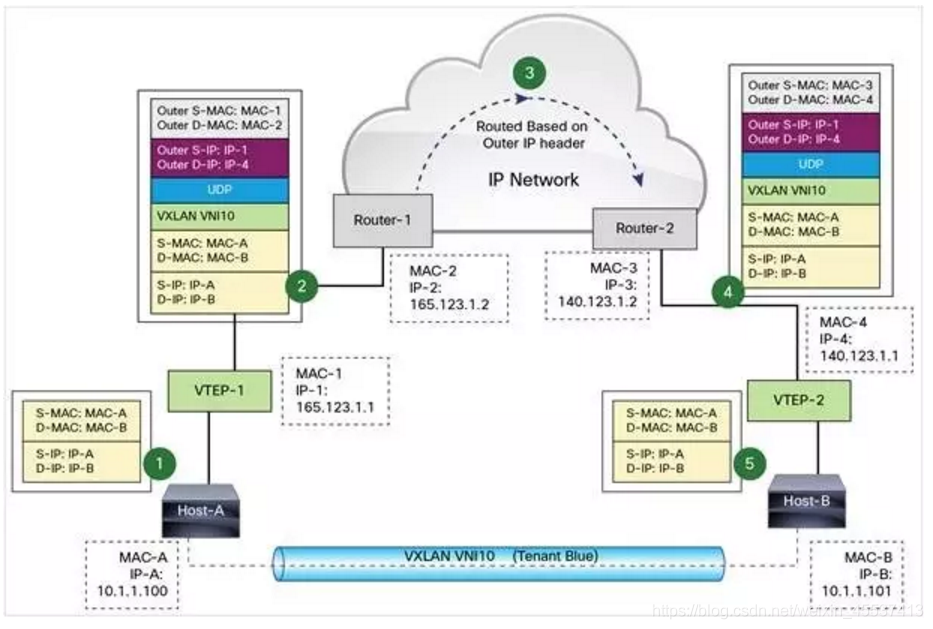 3
Routed Based on
Outer IP header
IP Network
Outer S-MAC: MAC-1
Outer D-MAC: MAC-2
Outer S-IP: IP-1
Outer D-IP: IP-4
UDP
VXLAN VNI10
S-MAC: MAC-A
D-MAC: MAC-B
S-IP: IP-A
D-IP: IP-B
2
Router-1
MAC-2
IP-2:
165.123.1.2
Router-2
MAC-3
IP-3:
140.123.1.2
Outer S-MAC: MAC-3
Outer D-MAC: MAC-4
Outer S-IP: IP-1
Outer D-IP: IP-4
UDP
VXLAN VNI10
S-MAC: MAC-A
D-MAC: MAC-B
S-IP: IP-A
D-IP: IP-B
4
MAC-4
IP-4:
140.123.1.1
VTEP-1
MAC-1
IP-1:
165.123.1.1
VTEP-2
S-MAC: MAC-A
D-MAC: MAC-B
S-IP: IP-A
D-IP: IP-B
1
Host-A
S-MAC: MAC-A
D-MAC: MAC-B
S-IP: IP-A
D-IP: IP-B
5
Host-B
MAC-A
IP-A:
10.1.1.100
VXLAN VNI10 (Tenant Blue)
MAC-B
IP-B:
10.1.1.101